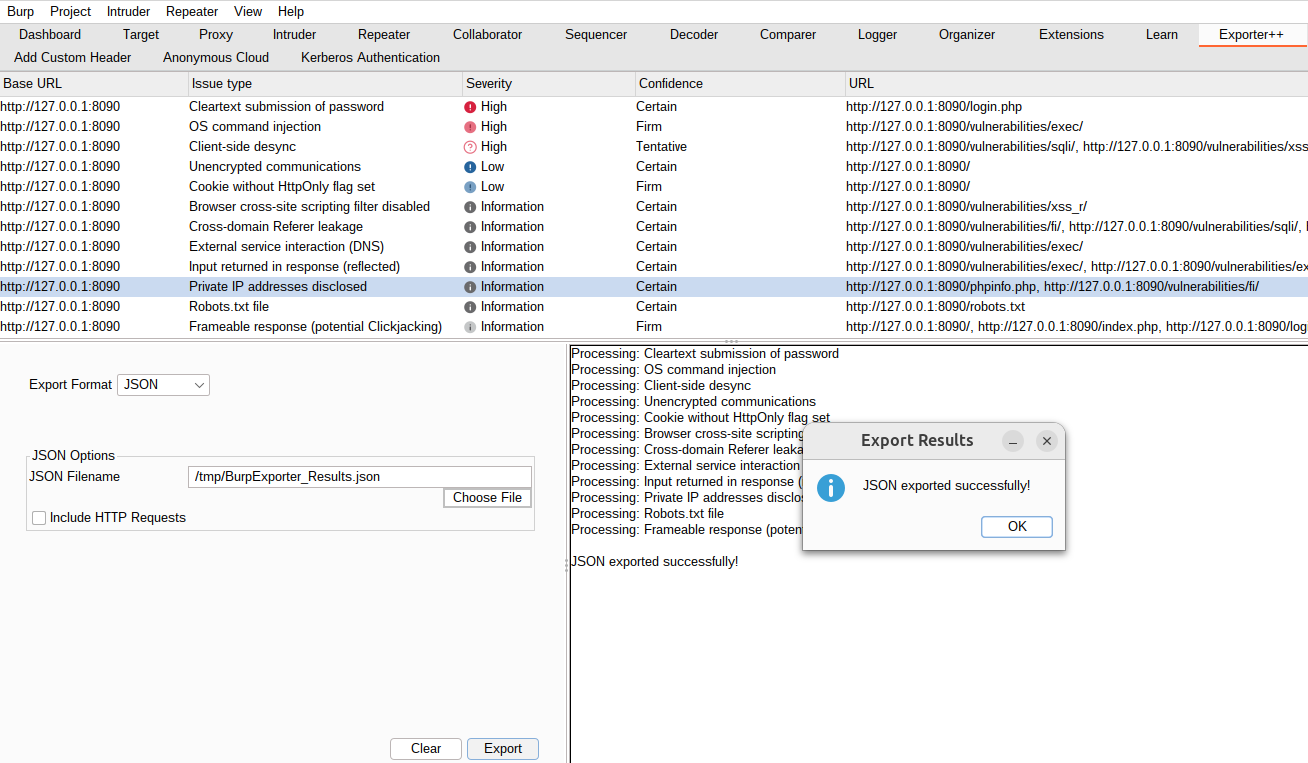 Burp Project Intruder Repeater View Help
Dashboard Target Proxy Intruder Repeater Collaborator Sequencer Decoder Comparer Logger Organizer Extensions Learn Exporter++
Add Custom Header Anonymous Cloud Kerberos Authentication
Base URL Issue type Severity Confidence URL
http://127.0.0.1:8090 Cleartext submission of password High Certain http://127.0.0.1:8090/login.php
http://127.0.0.1:8090 OS command injection High Firm http://127.0.0.1:8090/vulnerabilities/exec/
http://127.0.0.1:8090 Client-side desync High Tentative http://127.0.0.1:8090/vulnerabilities/sqli/, http://127.0.0.1:8090/vulnerabilities/xss
http://127.0.0.1:8090 Unencrypted communications Low Certain http://127.0.0.1:8090/
http://127.0.0.1:8090 Cookie without HttpOnly flag set Low Firm http://127.0.0.1:8090/
http://127.0.0.1:8090 Browser cross-site scripting filter disabled Information Certain http://127.0.0.1:8090/vulnerabilities/xss_r/
http://127.0.0.1:8090 Cross-domain Referer leakage Information Certain http://127.0.0.1:8090/vulnerabilities/fi/, http://127.0.0.1:8090/vulnerabilities/sqli/,
http://127.0.0.1:8090 External service interaction (DNS) Information Certain http://127.0.0.1:8090/vulnerabilities/exec/
http://127.0.0.1:8090 Input returned in response (reflected) Information Certain http://127.0.0.1:8090/vulnerabilities/exec/, http://127.0.0.1:8090/vulnerabilities/ex
http://127.0.0.1:8090 Private IP addresses disclosed Information Certain http://127.0.0.1:8090/phpinfo.php, http://127.0.0.1:8090/vulnerabilities/fi/
http://127.0.0.1:8090 Robots.txt file Information Certain http://127.0.0.1:8090/robots.txt
http://127.0.0.1:8090 Frameable response (potential Clickjacking) Information Firm http://127.0.0.1:8090/, http://127.0.0.1:8090/index.php, http://127.0.0.1:8090/log
Export Format JSON
JSON Options
JSON Filename /tmp/BurpExporter_Results.json
Choose File
Include HTTP Requests
Clear Export
Processing: Cleartext submission of password
Processing: OS command injection
Processing: Client-side desync
Processing: Unencrypted communications
Processing: Cookie without HttpOnly flag set
Processing: Browser cross-site scripting
Processing: Cross-domain Referer leaka
Processing: External service interaction
Processing: Input returned in response (
Processing: Private IP addresses disclo
Processing: Robots.txt file
Processing: Frameable response (poten
JSON exported successfully!
Export Results
JSON exported successfully!
OK